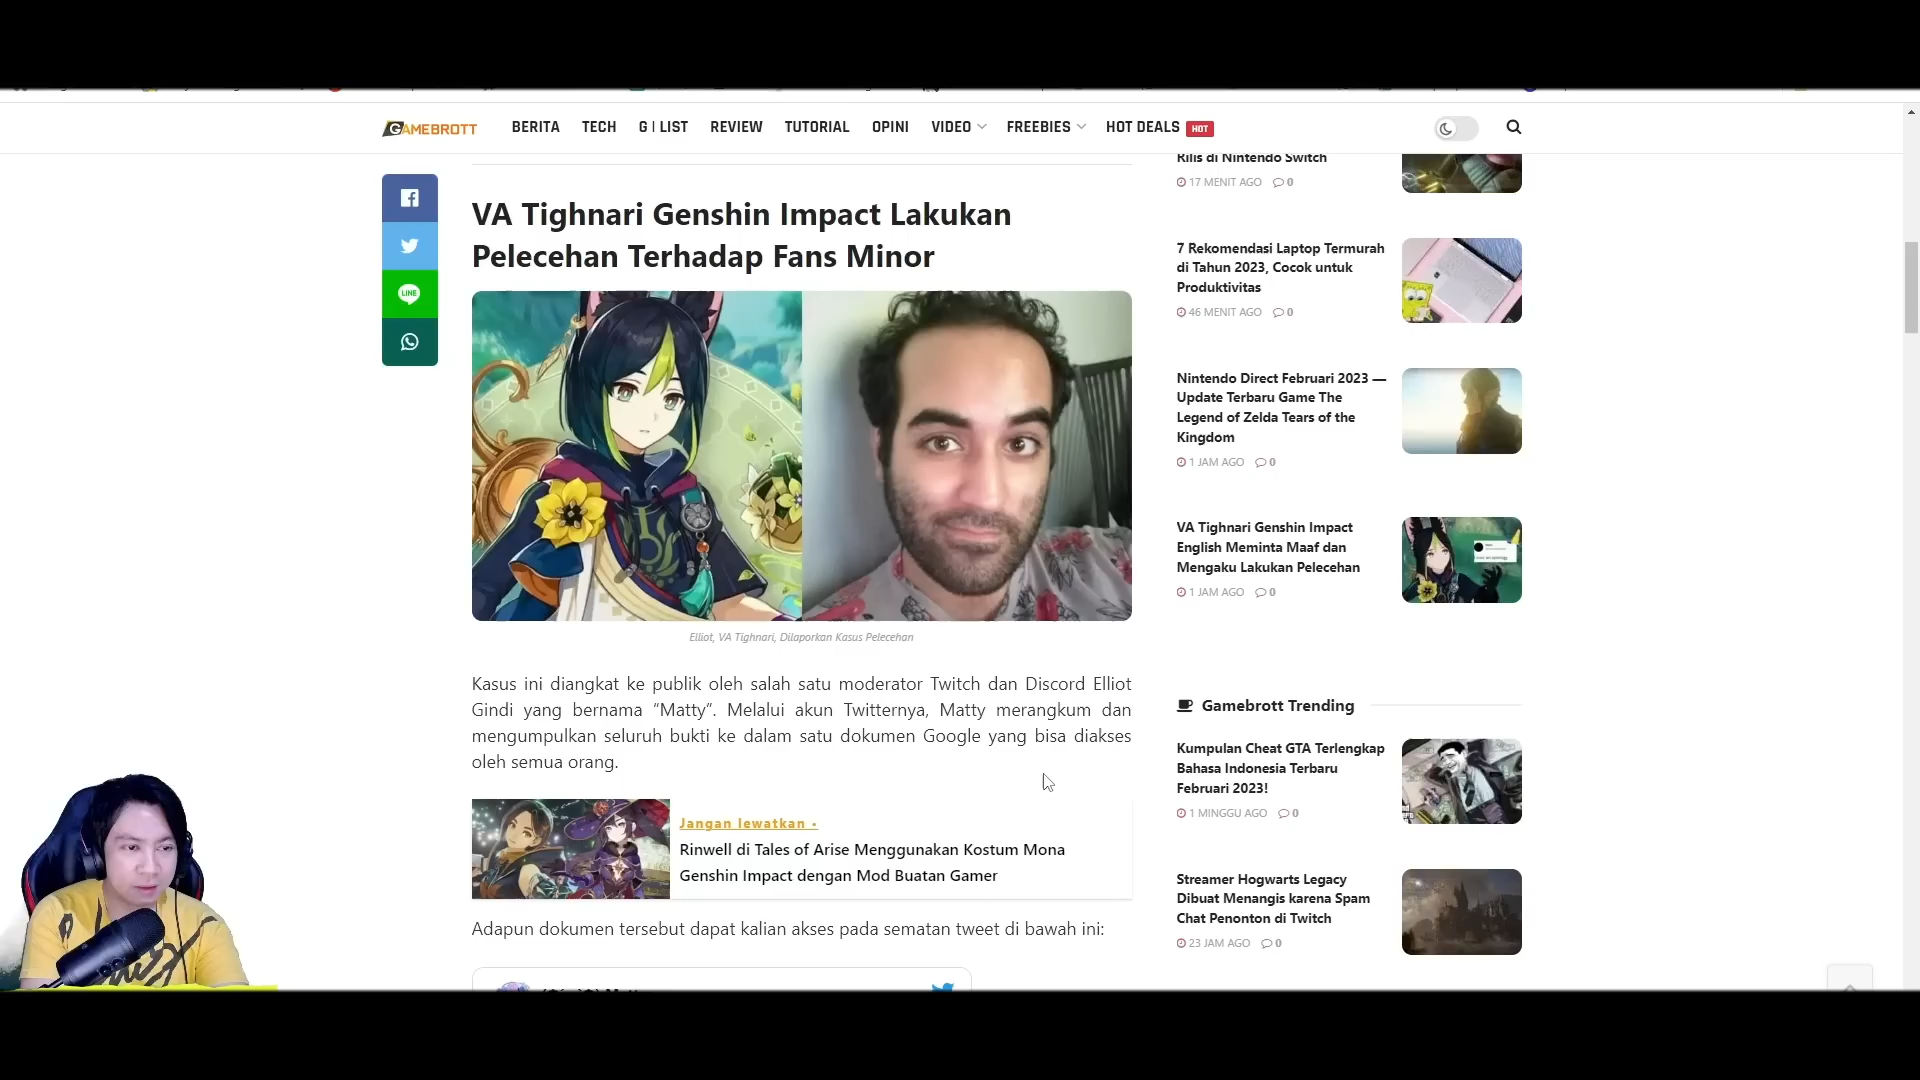 GAMEBROTT
BERITA TECH G | LIST REVIEW TUTORIAL OPINI VIDEO FREEBIES HOT DEALS HOT
VA Tighnari Genshin Impact Lakukan
Pelecehan Terhadap Fans Minor
LINE
Elliot, VA Tighnari, Dilaporkan Kasus Pelecehan
Kasus ini diangkat ke publik oleh salah satu moderator Twitch dan Discord Elliot
Gindi yang bernama “Matty”. Melalui akun Twitternya, Matty merangkum dan
mengumpulkan seluruh bukti ke dalam satu dokumen Google yang bisa diakses
oleh semua orang.
Jangan lewatkan •
Rinwell di Tales of Arise Menggunakan Kostum Mona
Genshin Impact dengan Mod Buatan Gamer
Adapun dokumen tersebut dapat kalian akses pada sematan tweet di bawah ini:
Rilis di Nintendo Switch
17 MENIT AGO 0
7 Rekomendasi Laptop Termurah
di Tahun 2023, Cocok untuk
Produktivitas
46 MENIT AGO 0
Nintendo Direct Februari 2023 —
Update Terbaru Game The
Legend of Zelda Tears of the
Kingdom
1 JAM AGO 0
VA Tighnari Genshin Impact
English Meminta Maaf dan
Mengaku Lakukan Pelecehan
1 JAM AGO 0
Gamebrott Trending
Kumpulan Cheat GTA Terlengkap
Bahasa Indonesia Terbaru
Februari 2023!
1 MINGGU AGO 0
Streamer Hogwarts Legacy
Dibuat Menangis karena Spam
Chat Penonton di Twitch
23 JAM AGO 0